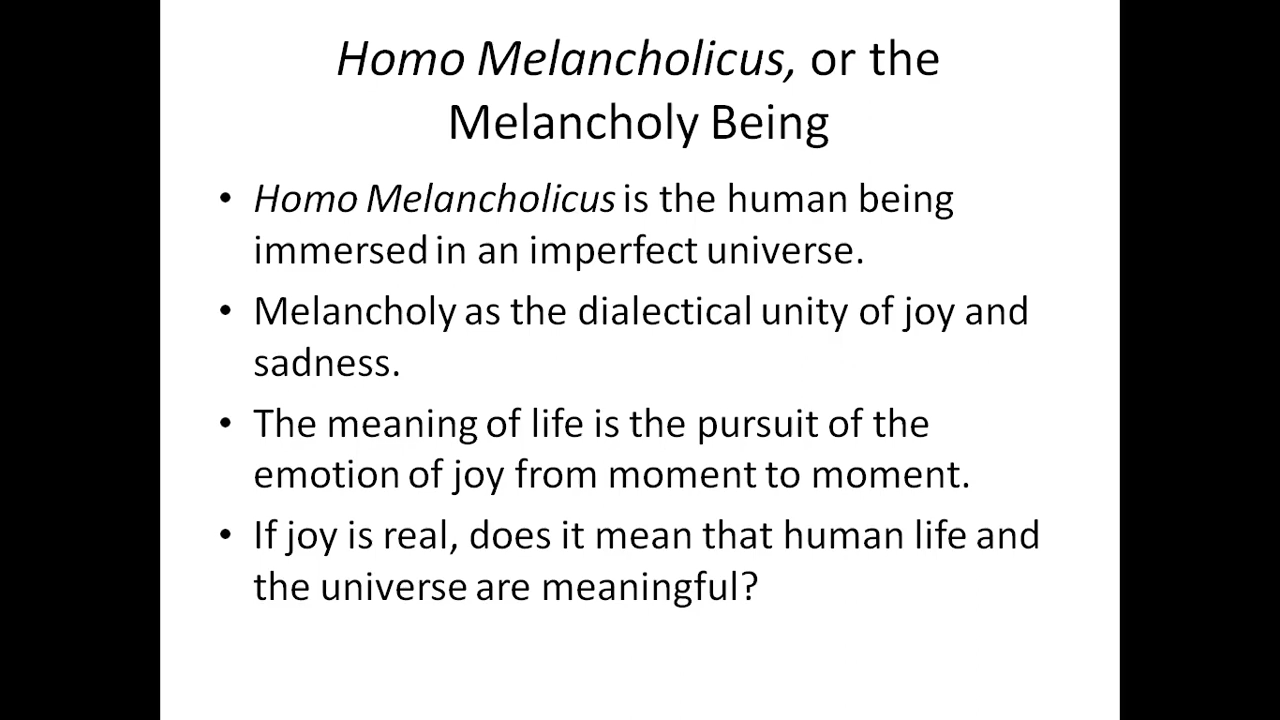 Homo Melancholicus, or the
Melancholy Being
• Homo Melancholicus is the human being
immersed in an imperfect universe.
• Melancholy as the dialectical unity of joy and
sadness.
• The meaning of life is the pursuit of the
emotion of joy from moment to moment.
• If joy is real, does it mean that human life and
the universe are meaningful?